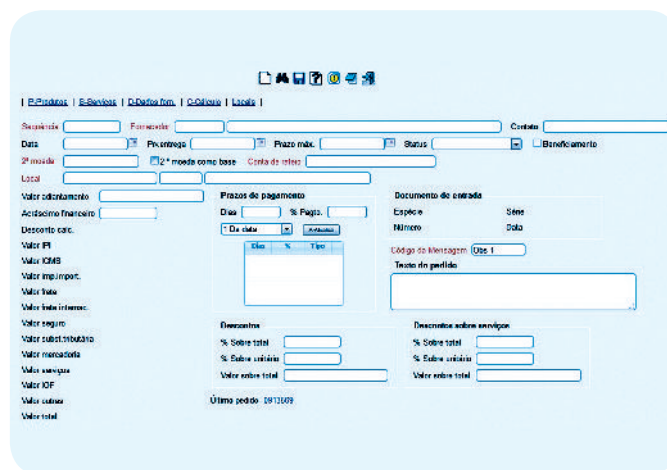 | P-Produtos | S-Serviços | D-Dados forn. | C-Cálculo | Locais |
Sequência Fornecedor Contato
Data Prv.entrega Prazo máx. Status Beneficiamento
2ª moeda 2ª moeda como base Conta de rateio
Local
Valor adiantamento Prazos de pagamento Documento de entrada
Acréscimo financeiro Dias % Pagto. Espécie Série
Desconto calc. 1 Da data Número Data
Valor IPI Dias % Tipo Código da Mensagem Obs 1
Valor ICMS Texto do pedido
Valor imp.import.
Valor frete
Valor frete internac.
Valor seguro Descontos Descontos sobre serviços
Valor subst.tributária % Sobre total % Sobre total
Valor mercadoria % Sobre unitário % Sobre unitário
Valor serviços Valor sobre total Valor sobre total
Valor IOF
Valor outras Último pedido 0913609
Valor total